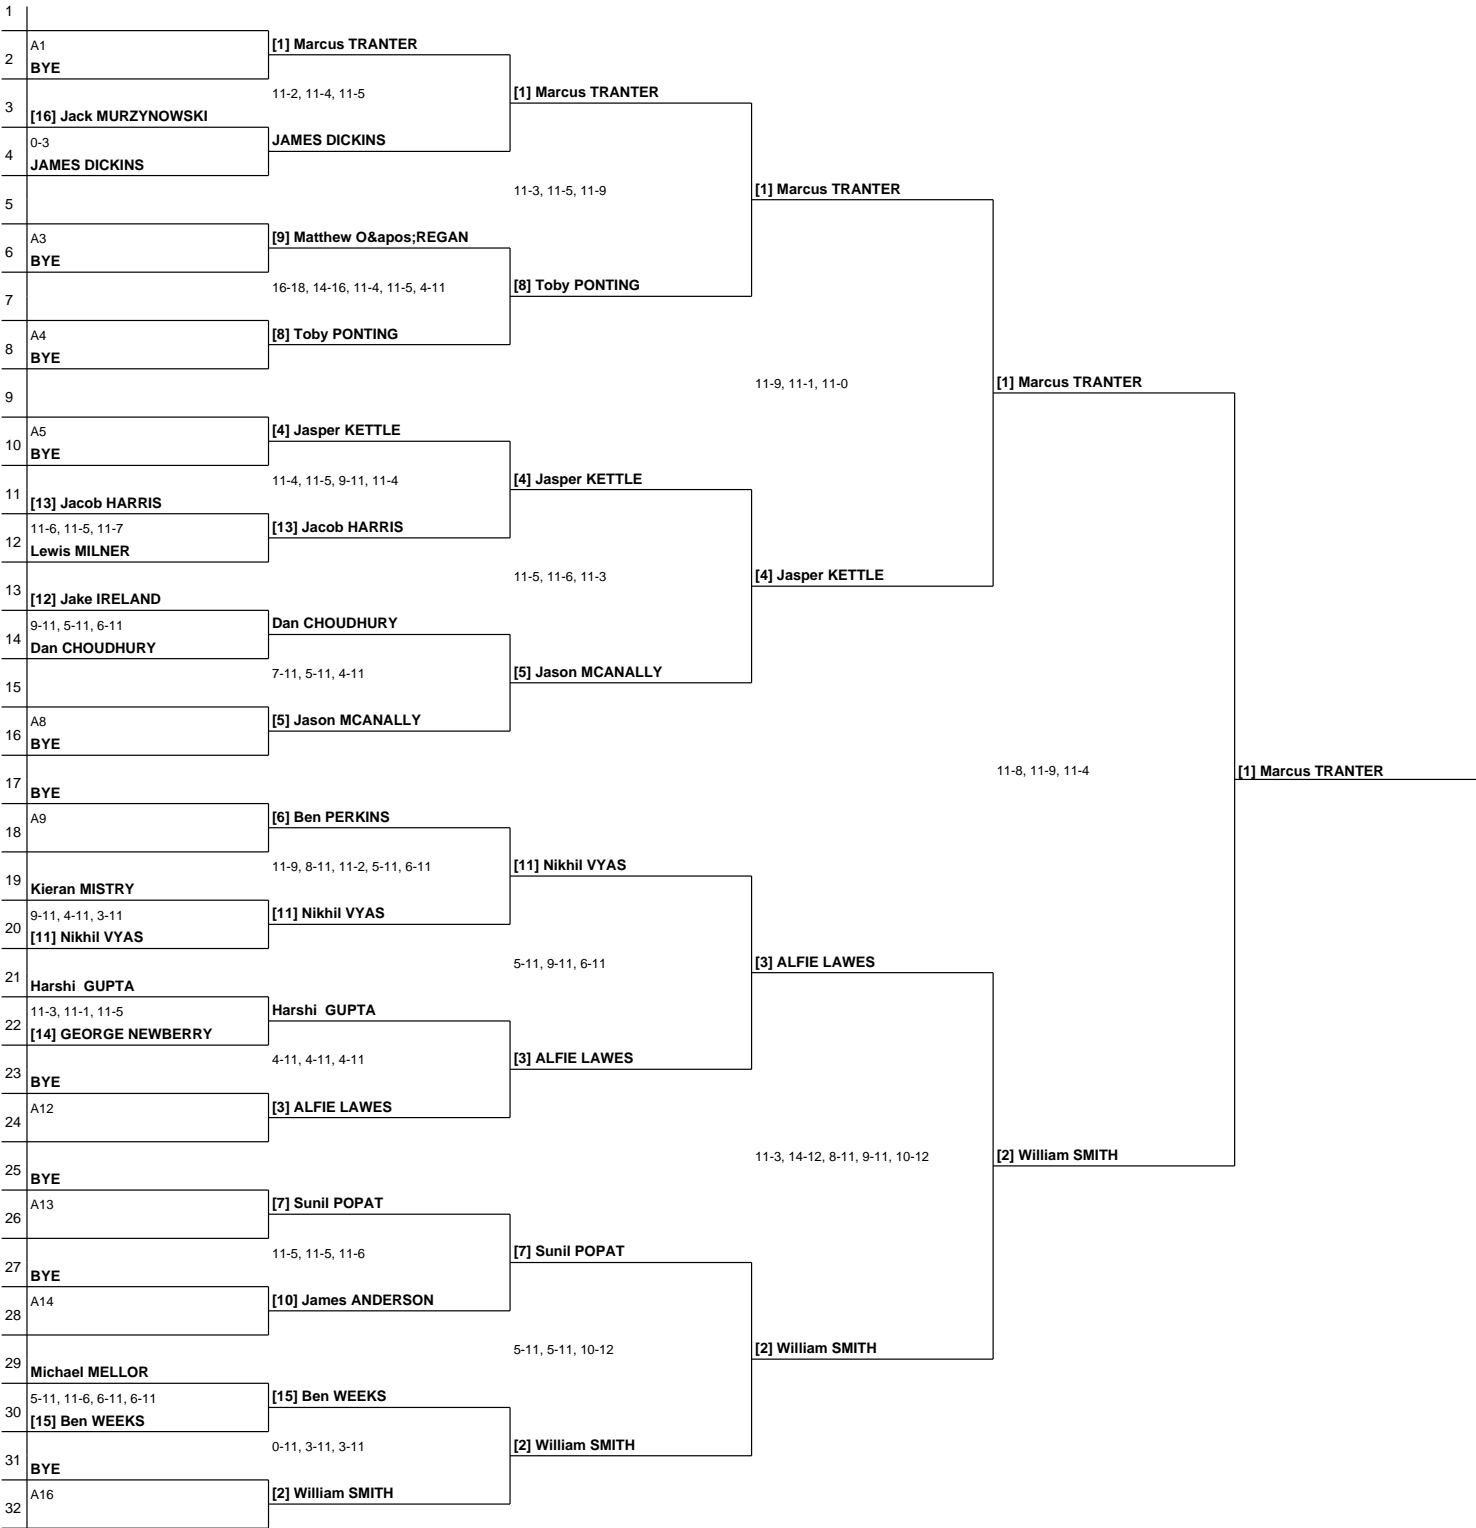 1
A1
[1] Marcus TRANTER
2
BYE
11-2, 11-4, 11-5
[1] Marcus TRANTER
3
[16] Jack MURZYNOWSKI
0-3
JAMES DICKINS
4
JAMES DICKINS
11-3, 11-5, 11-9
[1] Marcus TRANTER
5
A3
[9] Matthew O&apos;REGAN
6
BYE
16-18, 14-16, 11-4, 11-5, 4-11
[8] Toby PONTING
7
A4
[8] Toby PONTING
8
BYE
11-9, 11-1, 11-0
[1] Marcus TRANTER
9
A5
[4] Jasper KETTLE
10
BYE
11-4, 11-5, 9-11, 11-4
[4] Jasper KETTLE
11
[13] Jacob HARRIS
11-6, 11-5, 11-7
[13] Jacob HARRIS
12
Lewis MILNER
11-5, 11-6, 11-3
[4] Jasper KETTLE
13
[12] Jake IRELAND
9-11, 5-11, 6-11
Dan CHOUDHURY
14
Dan CHOUDHURY
7-11, 5-11, 4-11
[5] Jason MCANALLY
15
A8
[5] Jason MCANALLY
16
BYE
11-8, 11-9, 11-4
[1] Marcus TRANTER
17
BYE
A9
[6] Ben PERKINS
18
11-9, 8-11, 11-2, 5-11, 6-11
[11] Nikhil VYAS
19
Kieran MISTRY
9-11, 4-11, 3-11
[11] Nikhil VYAS
20
[11] Nikhil VYAS
5-11, 9-11, 6-11
[3] ALFIE LAWES
21
Harshi  GUPTA
11-3, 11-1, 11-5
Harshi  GUPTA
22
[14] GEORGE NEWBERRY
4-11, 4-11, 4-11
[3] ALFIE LAWES
23
BYE
A12
[3] ALFIE LAWES
24
11-3, 14-12, 8-11, 9-11, 10-12
[2] William SMITH
25
BYE
A13
[7] Sunil POPAT
26
11-5, 11-5, 11-6
[7] Sunil POPAT
27
BYE
A14
[10] James ANDERSON
28
5-11, 5-11, 10-12
[2] William SMITH
29
Michael MELLOR
5-11, 11-6, 6-11, 6-11
[15] Ben WEEKS
30
[15] Ben WEEKS
0-11, 3-11, 3-11
[2] William SMITH
31
BYE
A16
[2] William SMITH
32